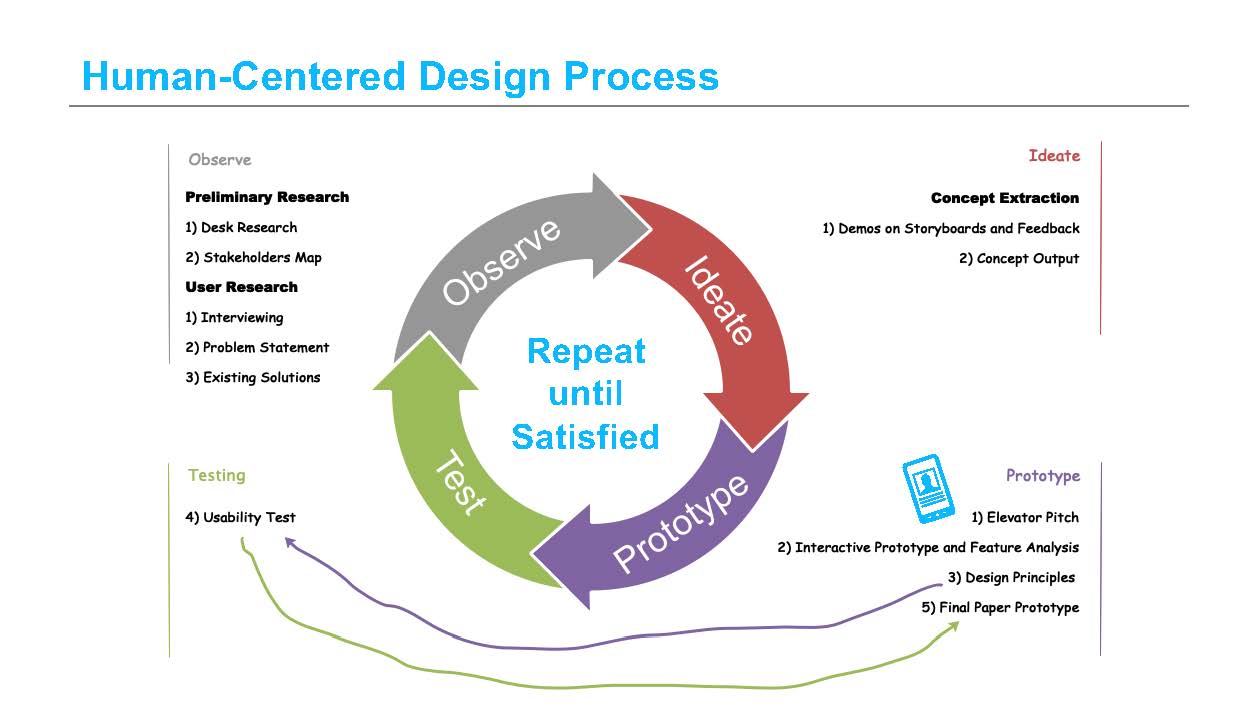 Human-Centered Design Process
Observe
Preliminary Research
1) Desk Research
2) Stakeholders Map
User Research
1) Interviewing
2) Problem Statement
3) Existing Solutions
Ideate
Concept Extraction
1) Demos on Storyboards and Feedback
2) Concept Output
Observe
Ideate
Prototype
Test
Repeat
until
Satisfied
Testing
4) Usability Test
Prototype
1) Elevator Pitch
2) Interactive Prototype and Feature Analysis
3) Design Principles
5) Final Paper Prototype